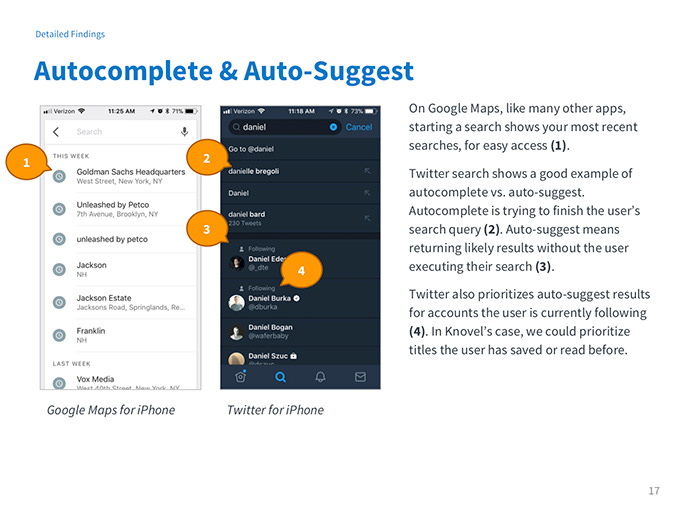 Detailed Findings
Autocomplete & Auto-Suggest
Verizon 11:25 AM 71%
Search
THIS WEEK
Goldman Sachs Headquarters
West Street, New York, NY
Unleashed by Petco
7th Avenue, Brooklyn, NY
unleashed by petco
Jackson
NH
Jackson Estate
Jacksons Road, Springlands, Re...
Franklin
NH
LAST WEEK
Vox Media
West 40th Street, New York, NY
1
Google Maps for iPhone
Verizon 11:18 AM 73%
daniel Cancel
Go to @daniel
2
danielle bregoli
Daniel
daniel bard
230 Tweets
3
Following
Daniel
@_dte
4
Following
Daniel Burka
@dburka
Daniel Bogan
@waferbaby
Daniel Szuc
@dszuc
Twitter for iPhone
On Google Maps, like many other apps,
starting a search shows your most recent
searches, for easy access (1).
Twitter search shows a good example of
autocomplete vs. auto-suggest.
Autocomplete is trying to finish the user's
search query (2). Auto-suggest means
returning likely results without the user
executing their search (3).
Twitter also prioritizes auto-suggest results
for accounts the user is currently following
(4). In Knovel's case, we could prioritize
titles the user has saved or read before.
17